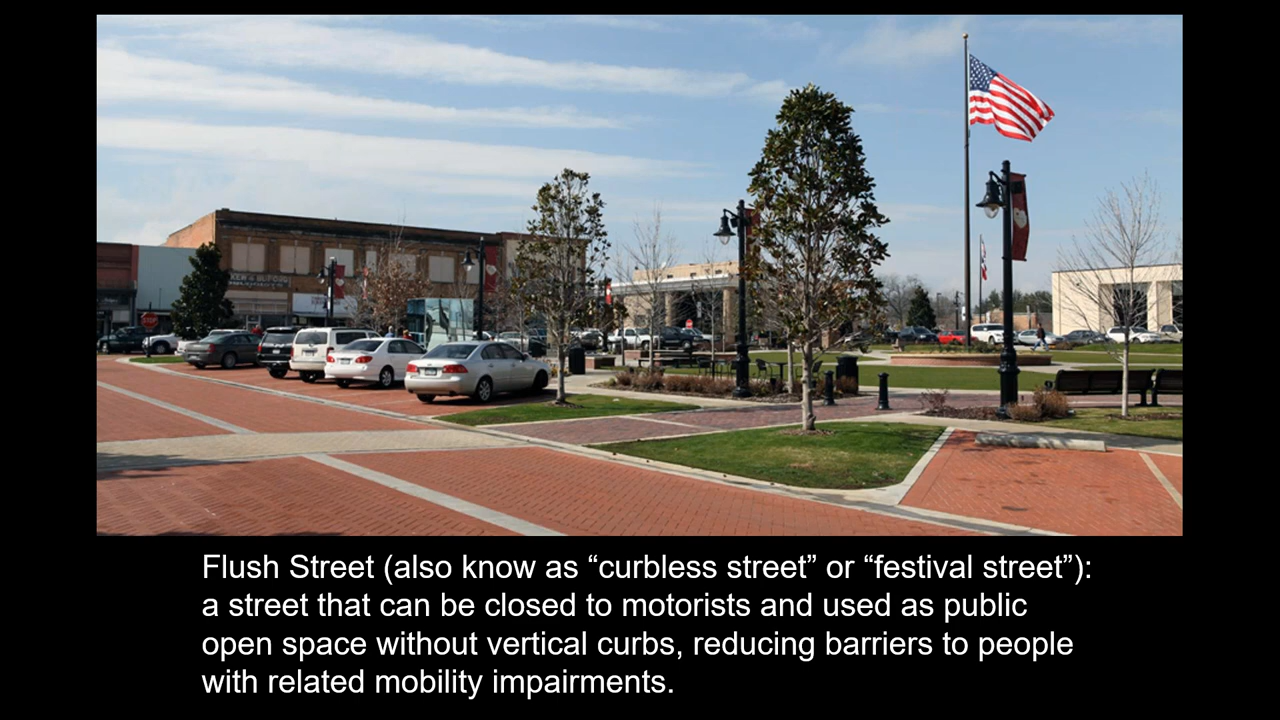 STOP
Flush Street (also know as “curbless street” or “festival street”):
a street that can be closed to motorists and used as public
open space without vertical curbs, reducing barriers to people
with related mobility impairments.